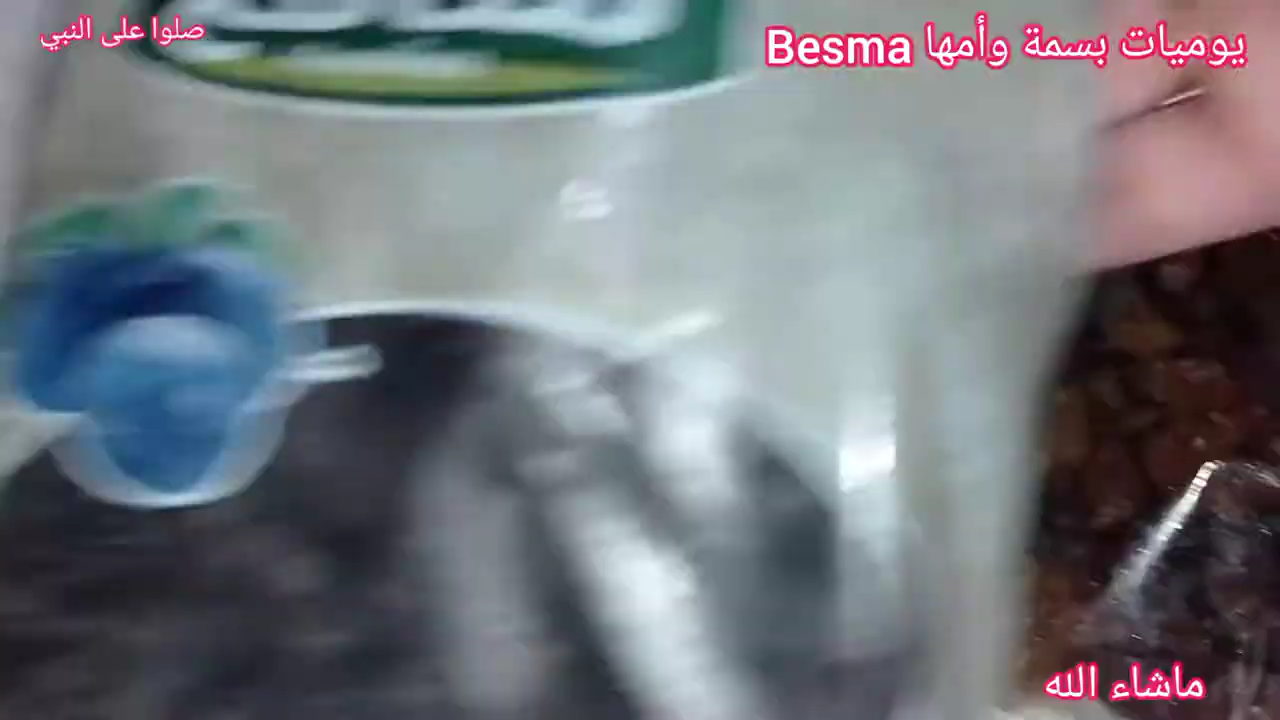 صلوا على النبي
يوميات بسمة وأمها Besma
ماشاء الله